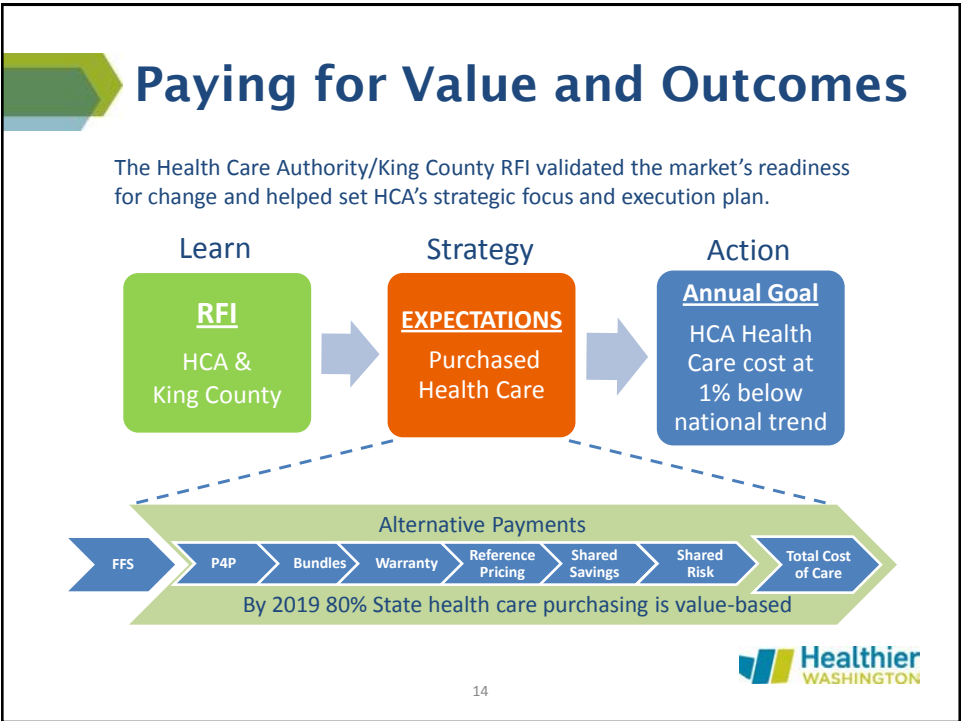 Paying for Value and Outcomes
The Health Care Authority/King County RFI validated the market's readiness
for change and helped set HCA's strategic focus and execution plan.
Learn
RFI
HCA &
King County
Strategy
EXPECTATIONS
Purchased
Health Care
Action
Annual Goal
HCA Health
Care cost at
1% below
national trend
Alternative Payments
FFS
P4P
Bundles
Warranty
Reference
Pricing
Shared
Savings
Shared
Risk
Total Cost
of Care
By 2019 80% State health care purchasing is value-based
Healthier
WASHINGTON
14